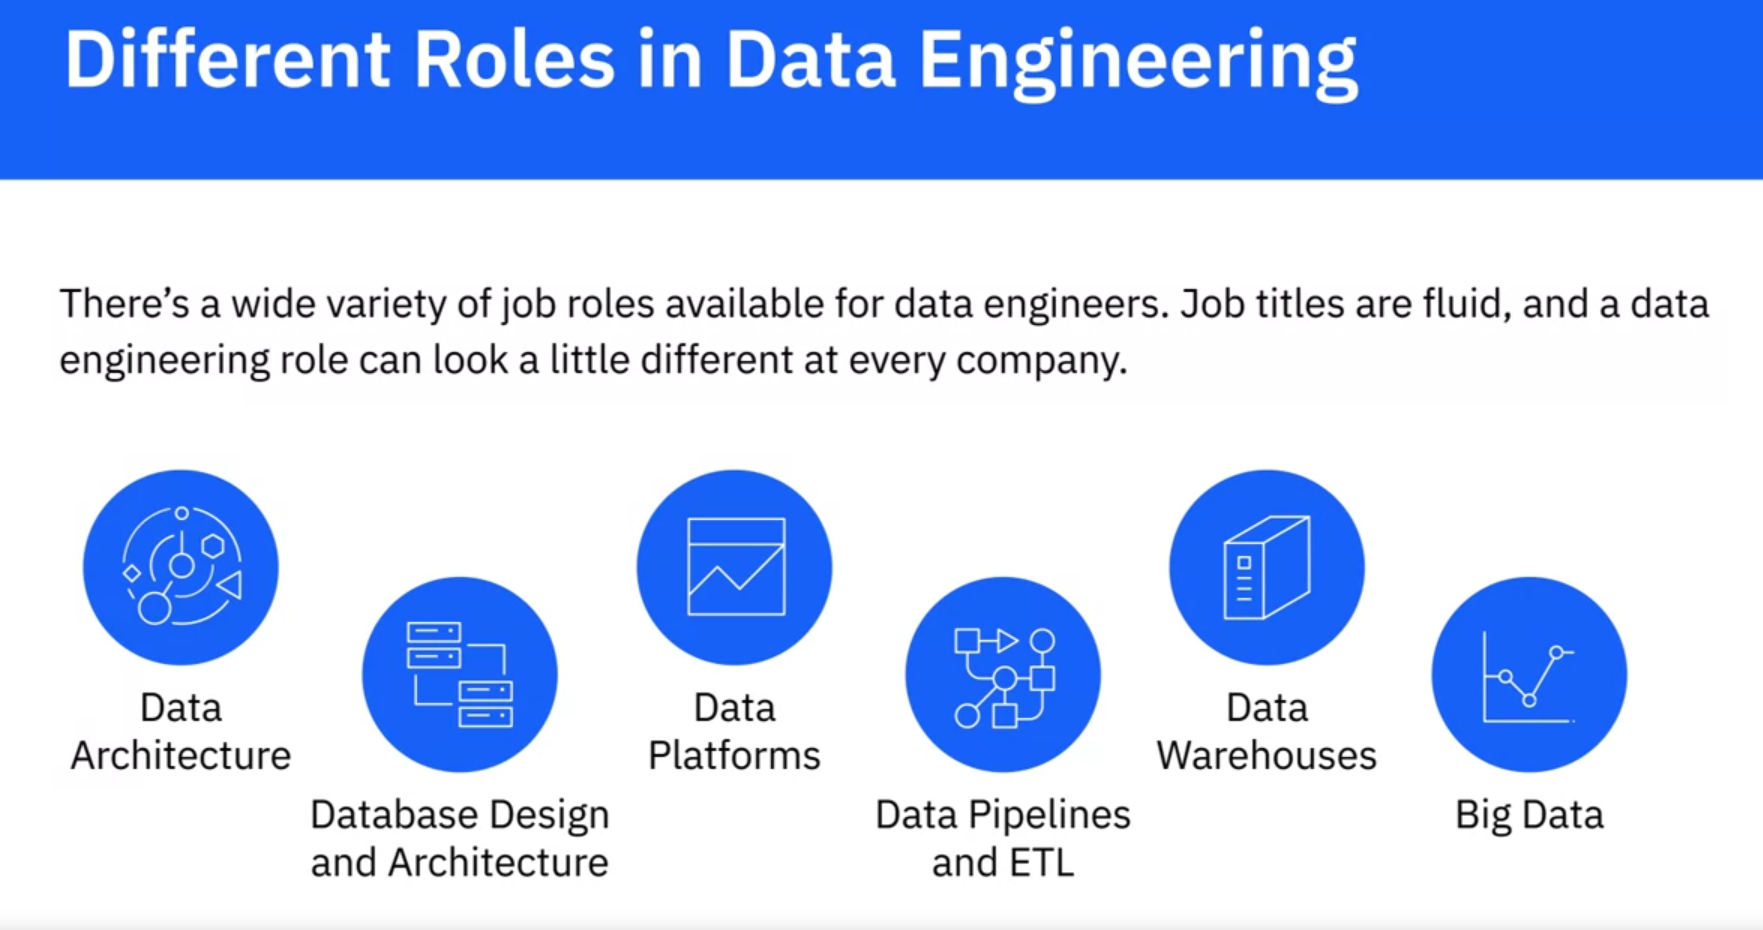 Different Roles in Data Engineering
There’s a wide variety of job roles available for data engineers. Job titles are fluid, and a data
engineering role can look a little different at every company.
Data
Architecture
Database Design
and Architecture
Data
Platforms
Data Pipelines
and ETL
Data
Warehouses
Big Data